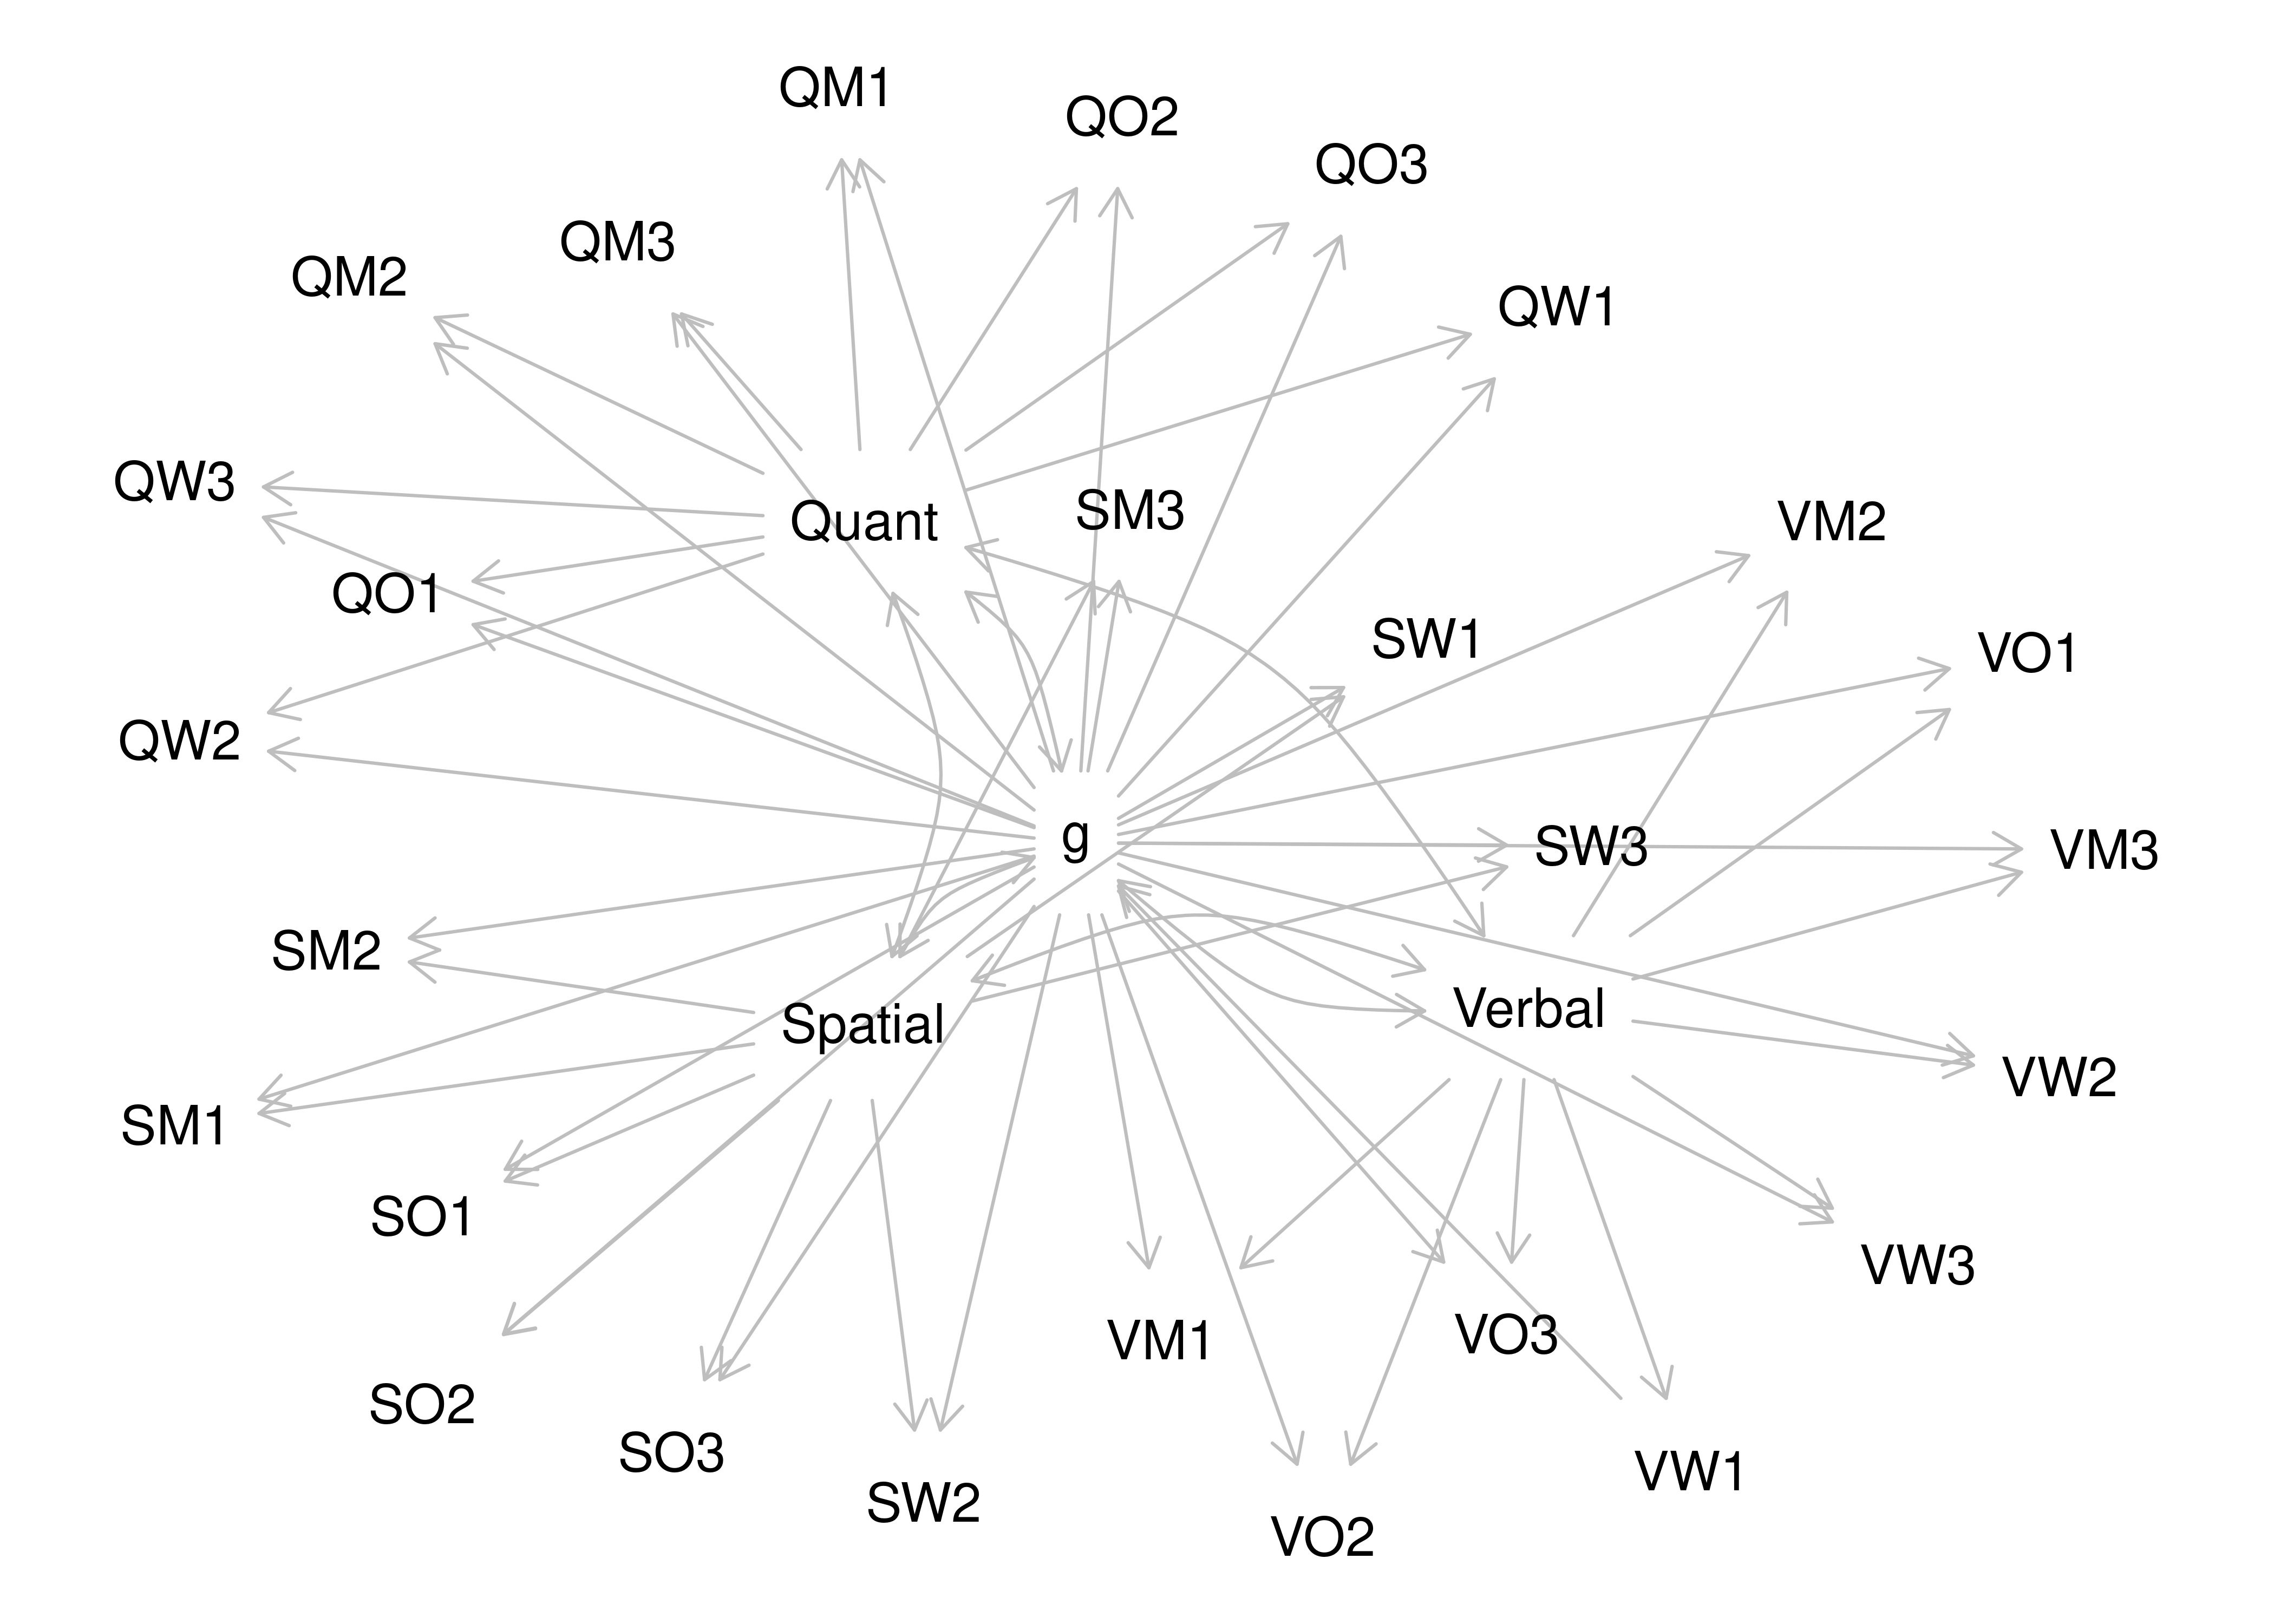 QM1
QO2
QO3
QM3
QM2
QW1
QW3
Quant
SM3
VM2
QO1
SW1
VO1
QW2
g
SW3
VM3
SM2
Spatial
Verbal
VW2
SM1
SO1
VW3
VM1
VO3
SO2
SO3
VW1
SW2
VO2